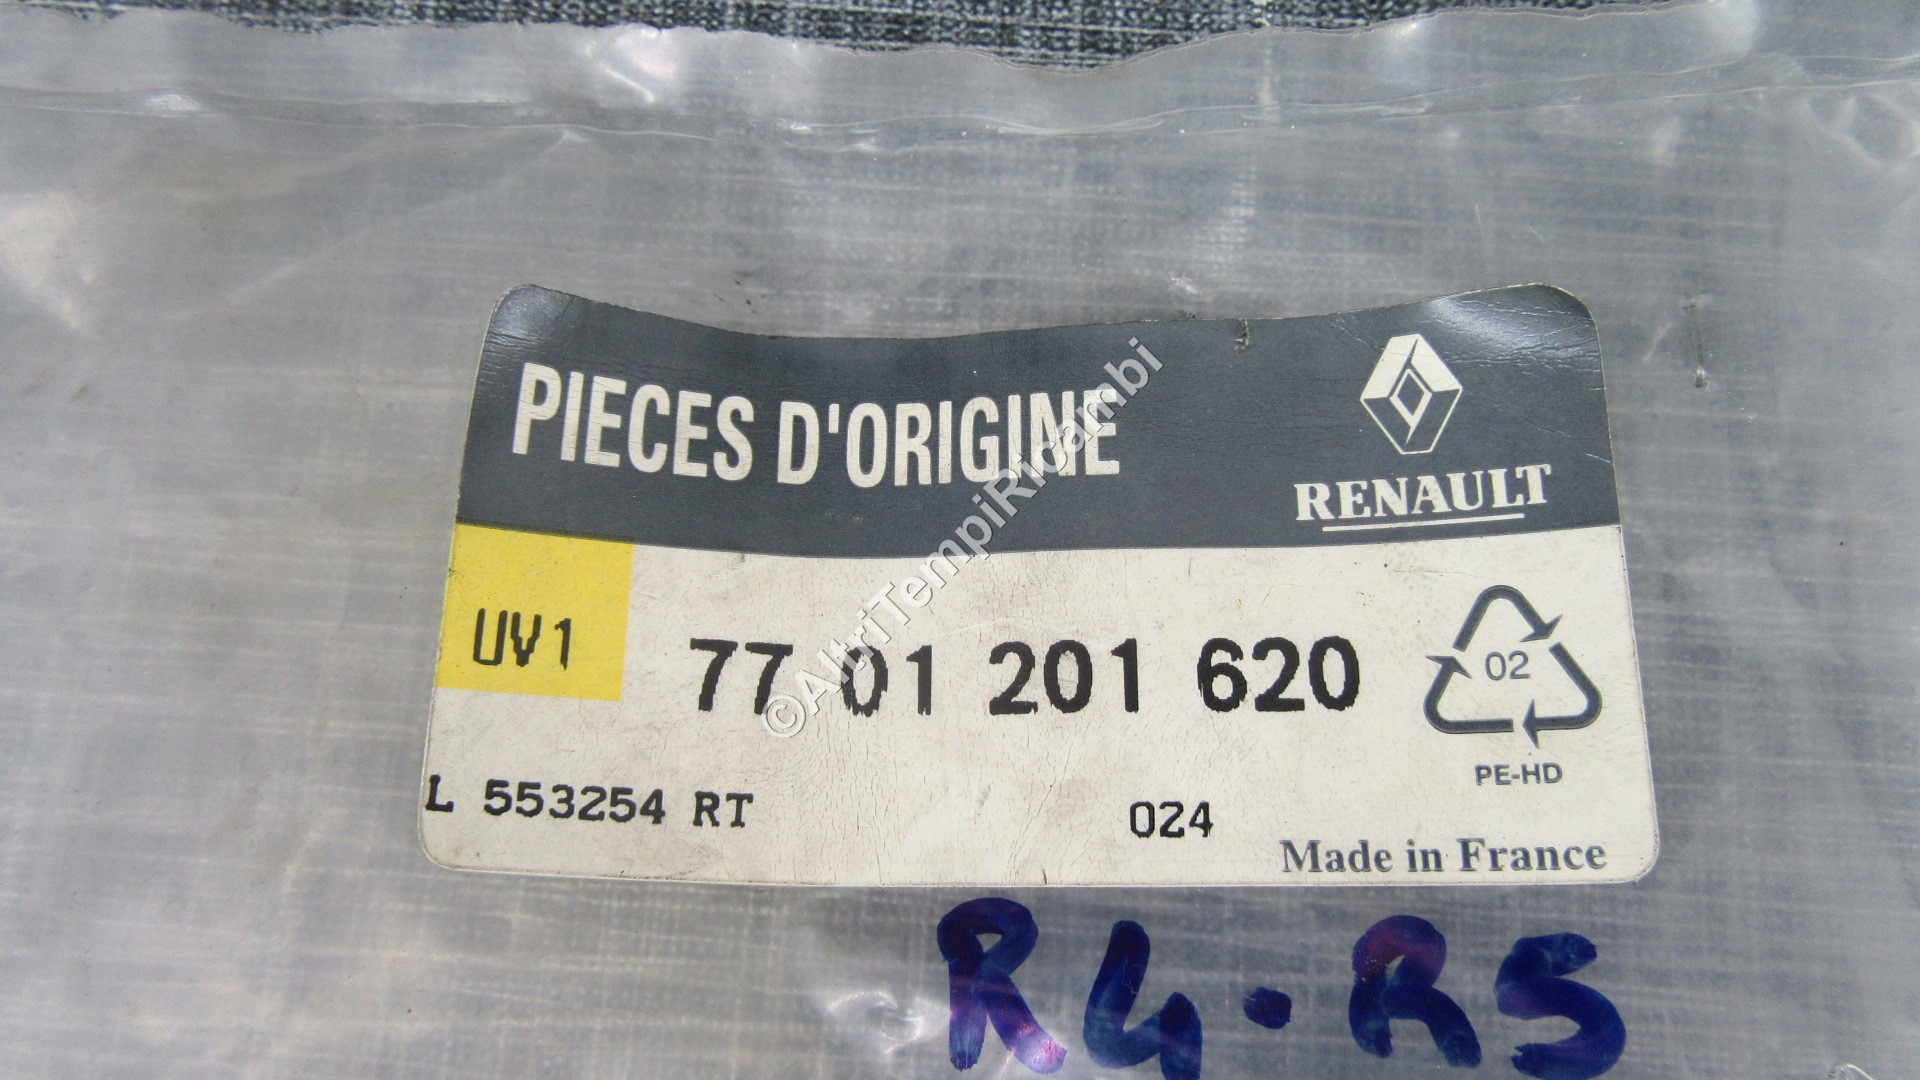 PIECES D'ORIGINE
RENAULT
UV1
77 01 201 620
02
PE-HD
L 553254 RT
024
Made in France
R4-R5
©AltriTempiRicambi